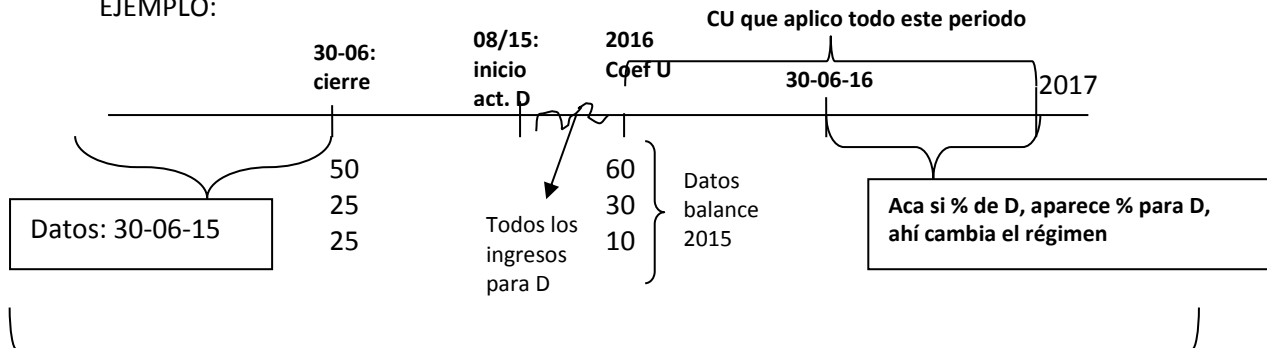 EJEMPLO:
CU que aplico todo este periodo
30-06:
cierre
08/15:
inicio
act. D
2016
Coef U
30-06-16
2017
50
25
25
60
30
10
Datos: 30-06-15
Todos los
ingresos
para D
Datos
balance
2015
Aca si % de D, aparece % para D,
ahí cambia el régimen